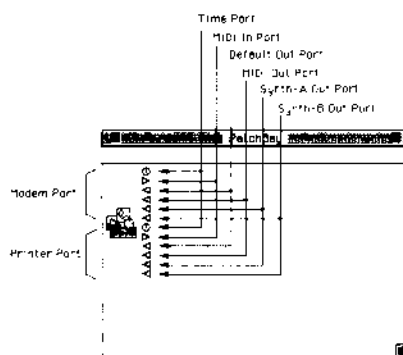 Time Port
MIDI In Port
Default Out Port
MIDI Out Port
Synth-A Out Port
Synth-B Out Port
PatchBay
Modem Port
Printer Port